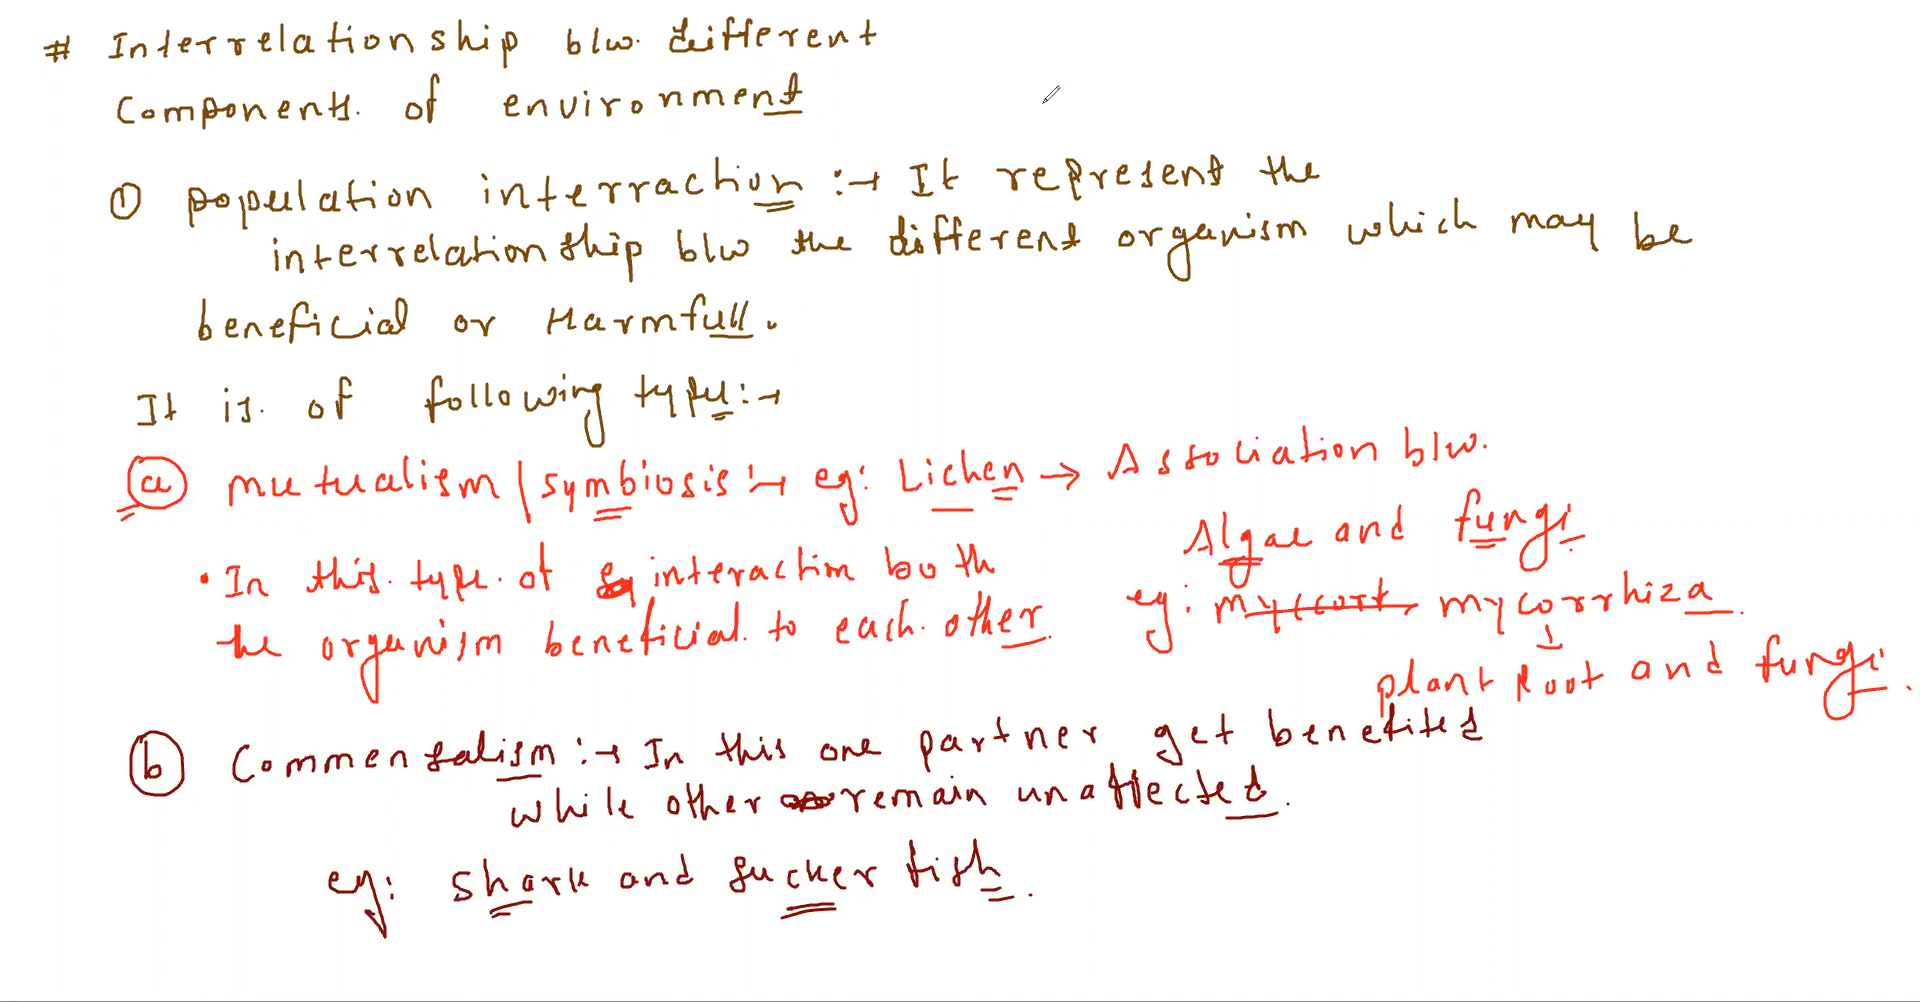 # Interrelationship b/w. different
Components. of environment
① population interraction :→ It represent the
interrelationship b/w the different organism which may be
beneficial or Harmfull.
It is. of following type :→
ⓐ mutualism / symbiosis :→ eg: Lichen → Association b/w.
Algae and fungi
• In this. type. of interaction both
the organism beneficial. to each. other.
eg: mycorrhiza.
↓
plant Root and fungi.
ⓑ Commensalism :→ In this one partner get benefited
while other remain unaffected.
eg: shark and sucker fish.